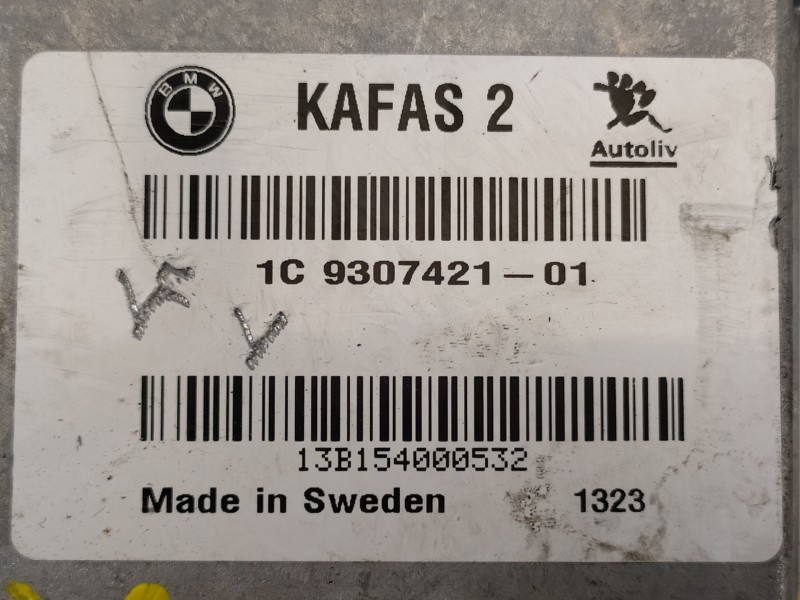 BMW KAFAS 2
Autoliv
1C 9307421-01
13B154000532
Made in Sweden 1323